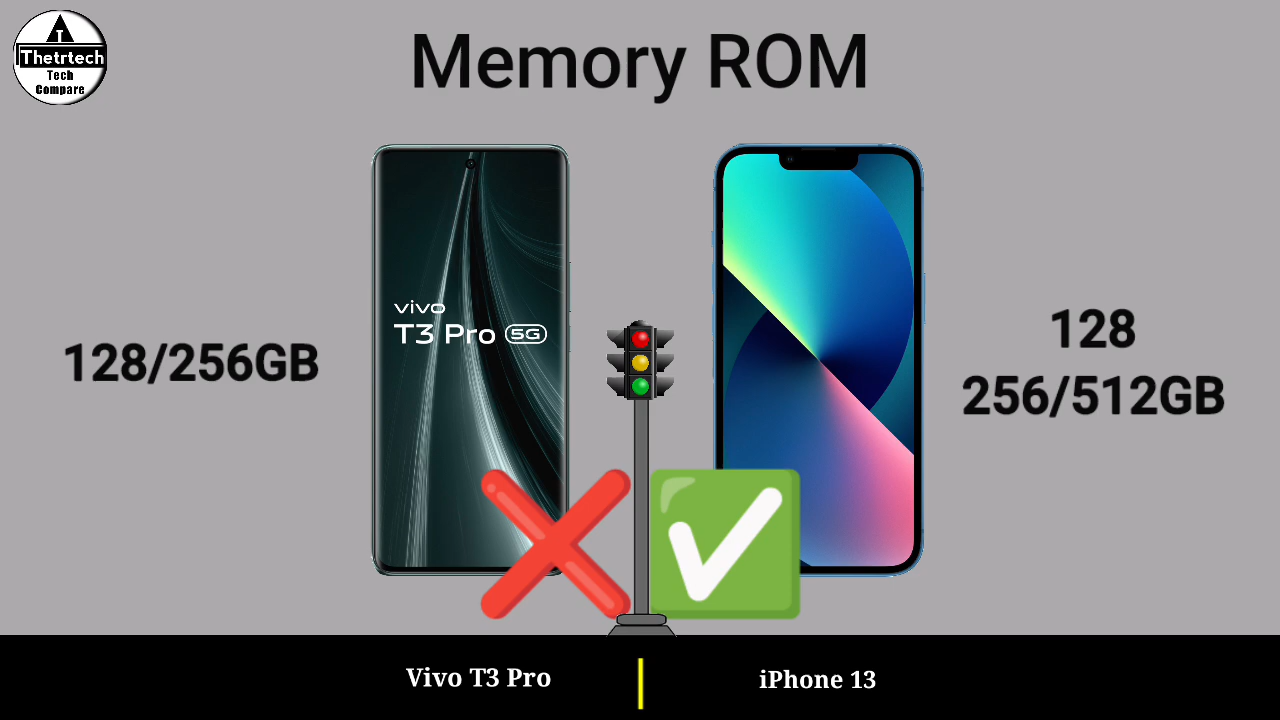 T
Thetrtech
Tech
Compare
Memory ROM
vivo
T3 Pro 5G
128/256GB
128
256/512GB
Vivo T3 Pro
iPhone 13